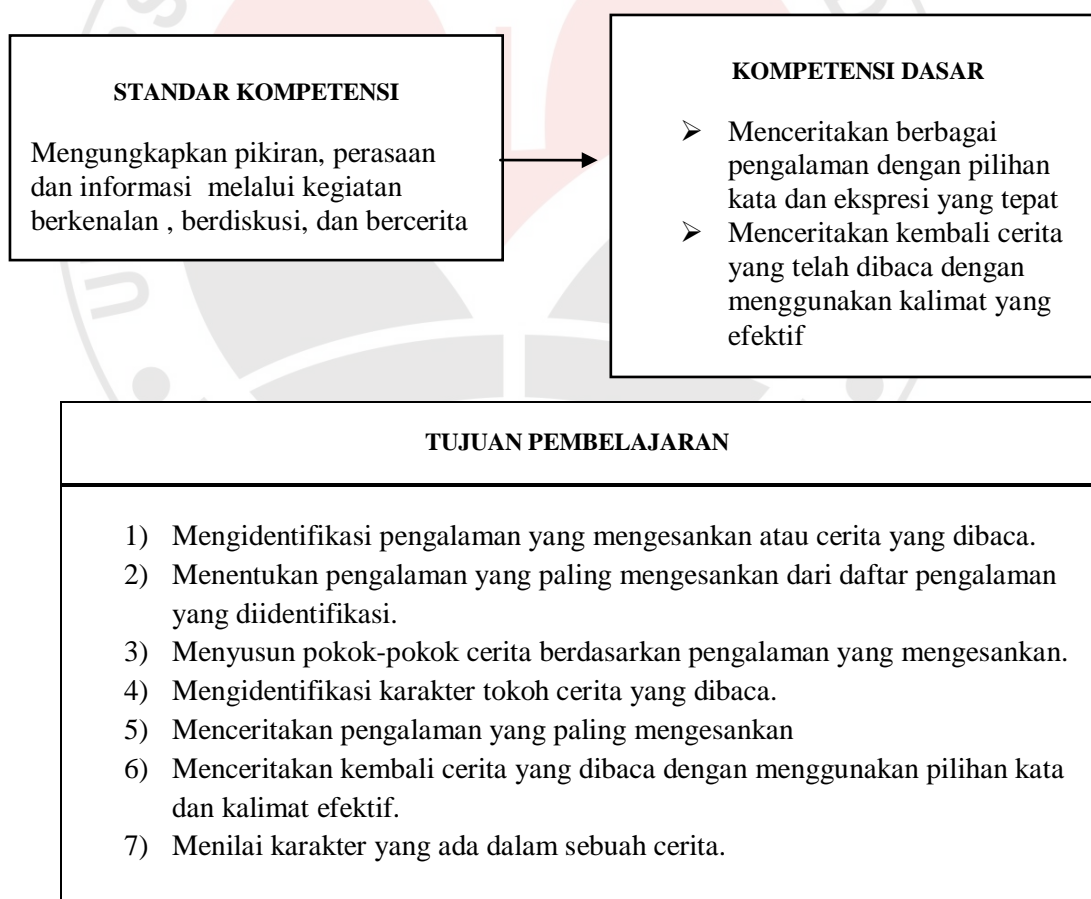 STANDAR KOMPETENSI
Mengungkapkan pikiran, perasaan
dan informasi melalui kegiatan
berkenalan , berdiskusi, dan bercerita
KOMPETENSI DASAR
➢ Menceritakan berbagai
pengalaman dengan pilihan
kata dan ekspresi yang tepat
➢ Menceritakan kembali cerita
yang telah dibaca dengan
menggunakan kalimat yang
efektif
TUJUAN PEMBELAJARAN
1) Mengidentifikasi pengalaman yang mengesankan atau cerita yang dibaca.
2) Menentukan pengalaman yang paling mengesankan dari daftar pengalaman
yang diidentifikasi.
3) Menyusun pokok-pokok cerita berdasarkan pengalaman yang mengesankan.
4) Mengidentifikasi karakter tokoh cerita yang dibaca.
5) Menceritakan pengalaman yang paling mengesankan
6) Menceritakan kembali cerita yang dibaca dengan menggunakan pilihan kata
dan kalimat efektif.
7) Menilai karakter yang ada dalam sebuah cerita.